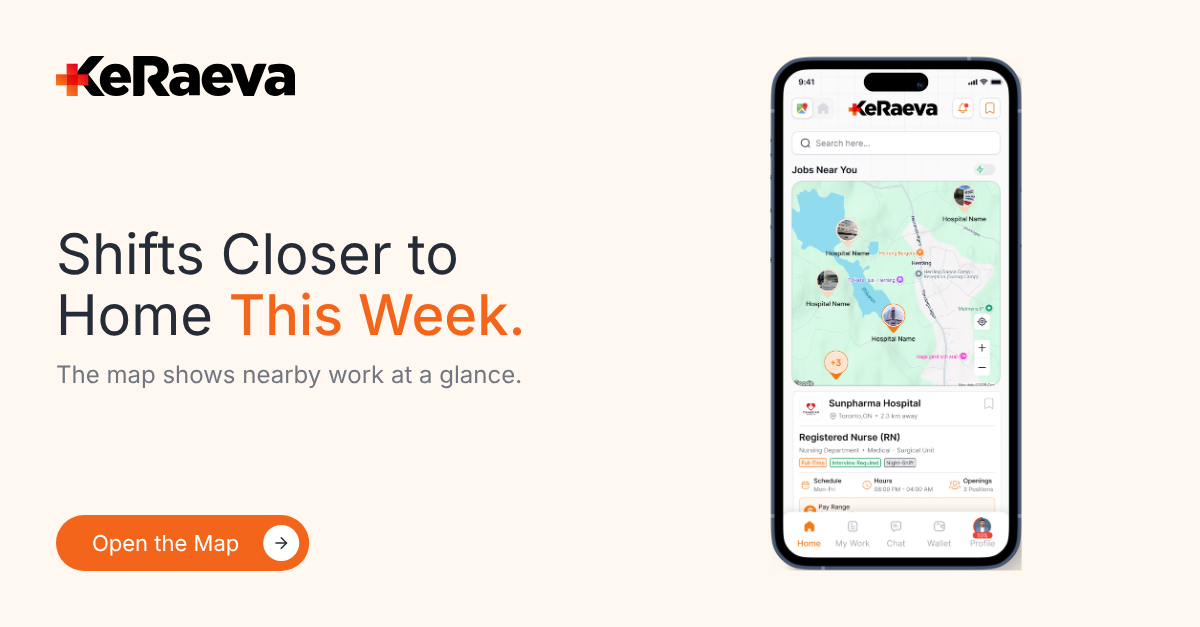 KeRaeva
Shifts Closer to
Home This Week.
The map shows nearby work at a glance.
Open the Map
9:41
KeRaeva
Search here...
Jobs Near You
Hospital Name
Hospital Name
Herräng
Hospital Name
Hospital Name
+3
Google
Sunpharma Hospital
Toronto,ON • 2.3 km away
Registered Nurse (RN)
Nursing Department • Medical - Surgical Unit
Full-Time Interview Required Night-Shift
Schedule Hours Openings
Mon-Fri 08:00 PM - 04:00 AM 3 Positions
Pay Range
Home My Work Chat Wallet Profile